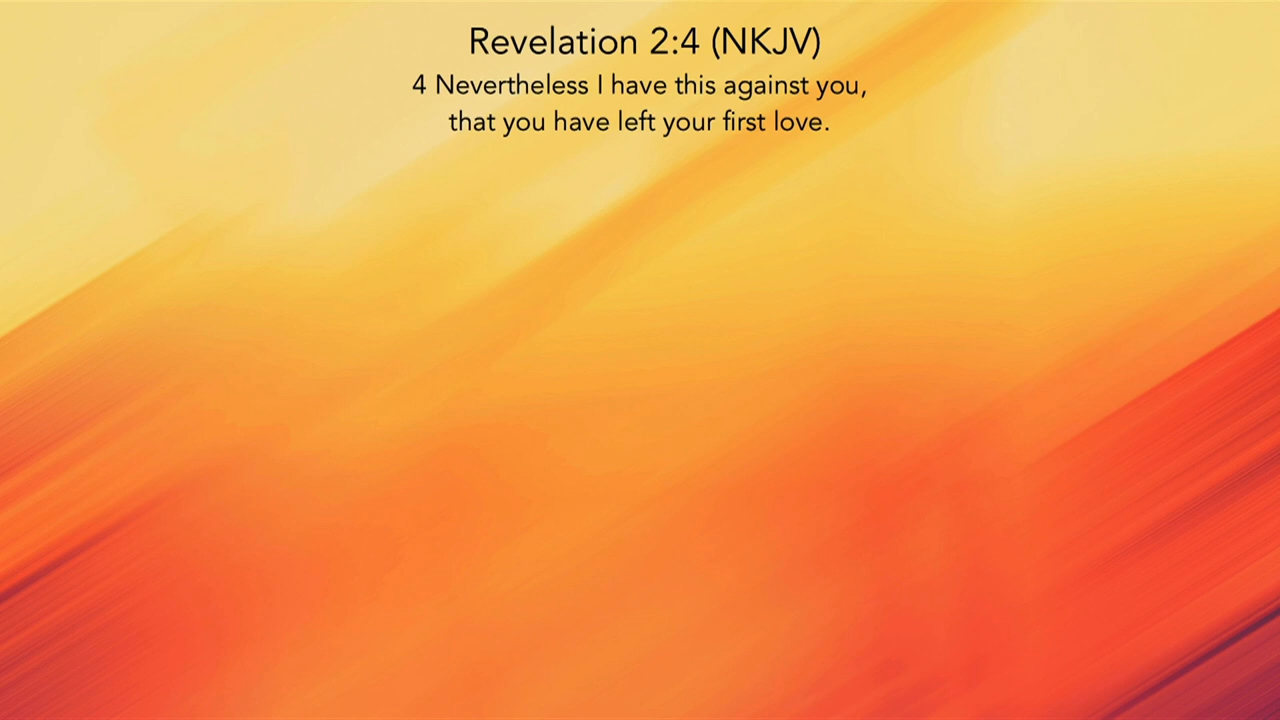 Revelation 2:4 (NKJV)
4 Nevertheless I have this against you,
that you have left your first love.